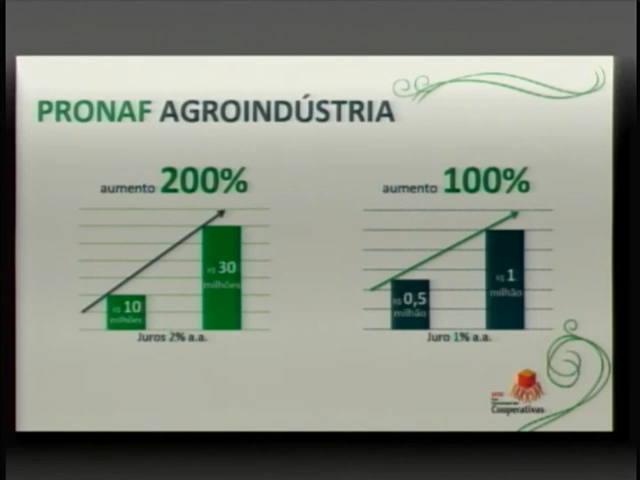 PRONAF AGROINDÚSTRIA
aumento 200%
R$ 30
milhões
R$ 10
milhões
Juros 2% a.a.
aumento 100%
R$ 1
milhão
R$ 0,5
milhão
Juro 1% a.a.
Cooperativas